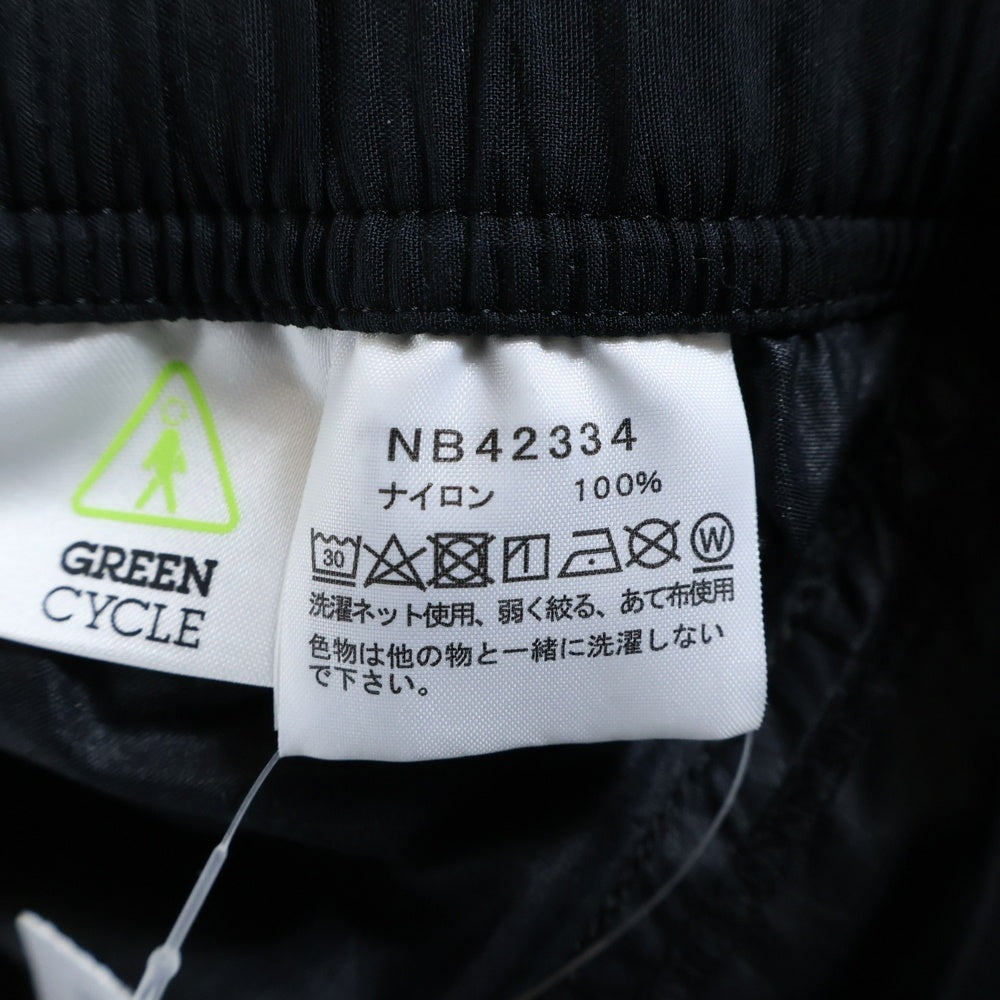 GREEN
CYCLE
NB42334
ナイロン 100%
30 W
洗濯ネット使用、弱く絞る、あて布使用
色物は他の物と一緒に洗濯しない
で下さい。